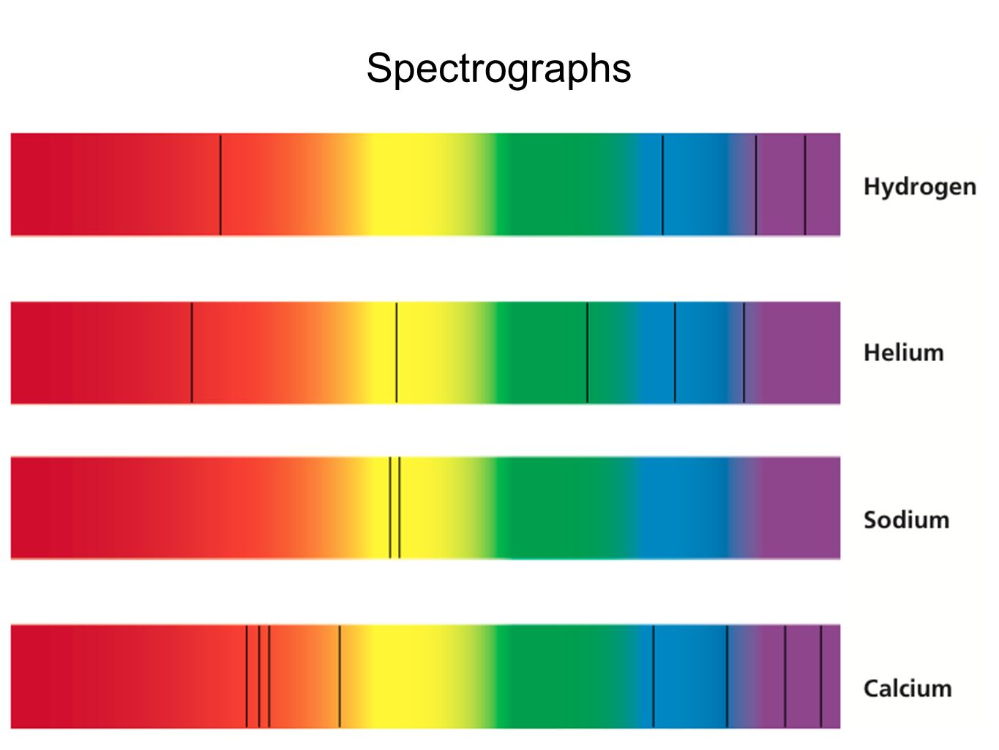 Spectrographs
Hydrogen
Helium
Sodium
Calcium